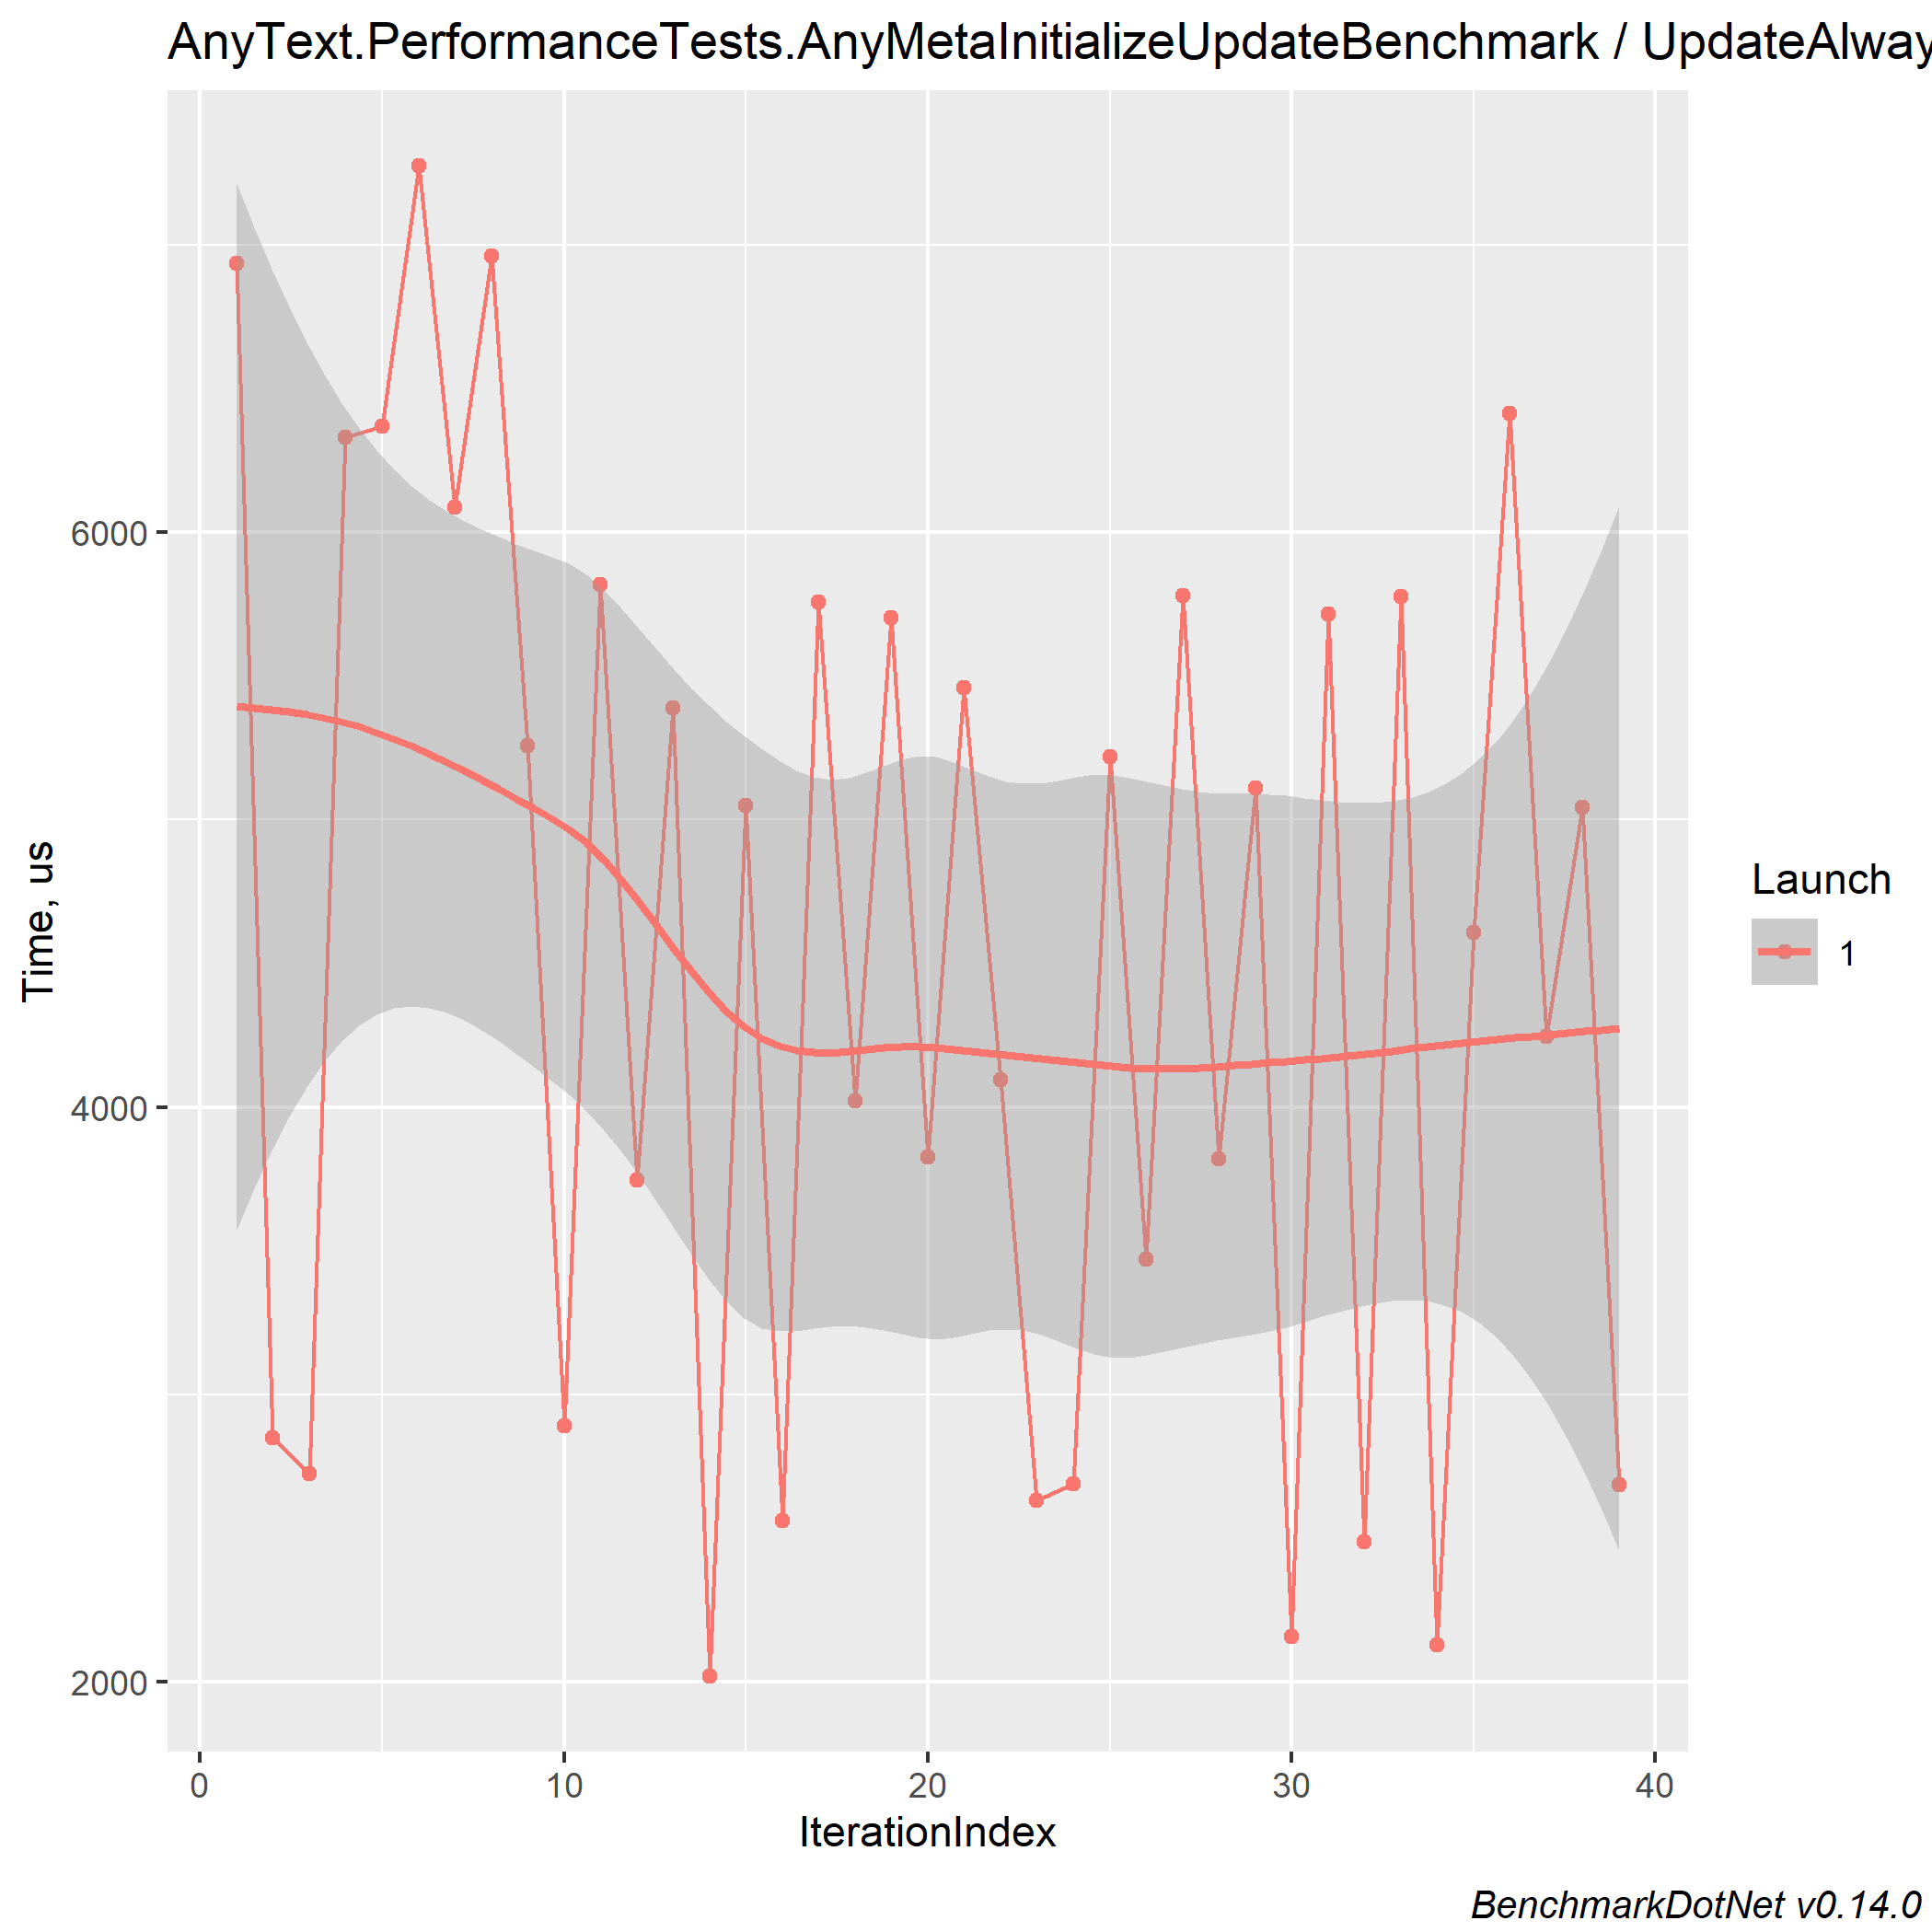 AnyText.PerformanceTests.AnyMetaInitializeUpdateBenchmark / UpdateAlway
6000
4000
2000
Time, us
0 10 20 30 40
IterationIndex
Launch
1
BenchmarkDotNet v0.14.0